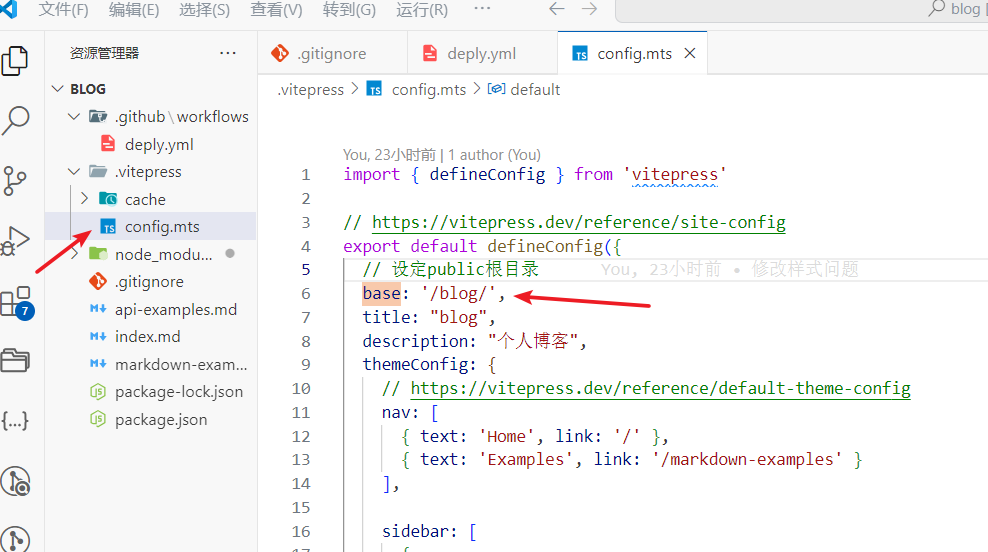 文件(F) 编辑(E) 选择(S) 查看(V) 转到(G) 运行(R) ··· blog
资源管理器 ···
.gitignore deply.yml config.mts
.vitepress > config.mts > default
BLOG
.github\workflows
deply.yml
.vitepress
cache
config.mts
node_modu...
.gitignore
api-examples.md
index.md
markdown-exam...
package-lock.json
package.json
7
You, 23小时前 | 1 author (You)
1 import { defineConfig } from 'vitepress'
2
3 // https://vitepress.dev/reference/site-config
4 export default defineConfig({
5 // 设定public根目录 You, 23小时前 • 修改样式问题
6 base: '/blog/',
7 title: "blog",
8 description: "个人博客",
9 themeConfig: {
10 // https://vitepress.dev/reference/default-theme-config
11 nav: [
12 { text: 'Home', link: '/' },
13 { text: 'Examples', link: '/markdown-examples' }
14 ],
15
16 sidebar: [